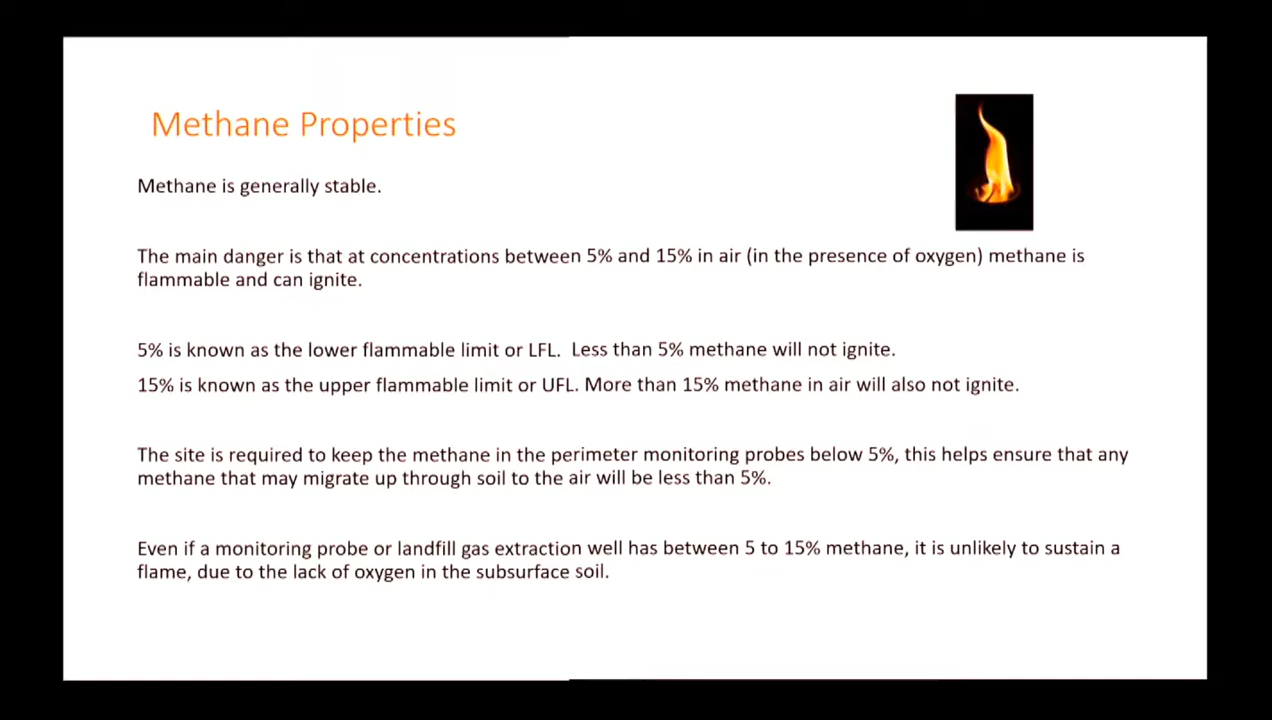 Methane Properties
Methane is generally stable.
The main danger is that at concentrations between 5% and 15% in air (in the presence of oxygen) methane is
flammable and can ignite.
5% is known as the lower flammable limit or LFL.  Less than 5% methane will not ignite.
15% is known as the upper flammable limit or UFL. More than 15% methane in air will also not ignite.
The site is required to keep the methane in the perimeter monitoring probes below 5%, this helps ensure that any
methane that may migrate up through soil to the air will be less than 5%.
Even if a monitoring probe or landfill gas extraction well has between 5 to 15% methane, it is unlikely to sustain a
flame, due to the lack of oxygen in the subsurface soil.